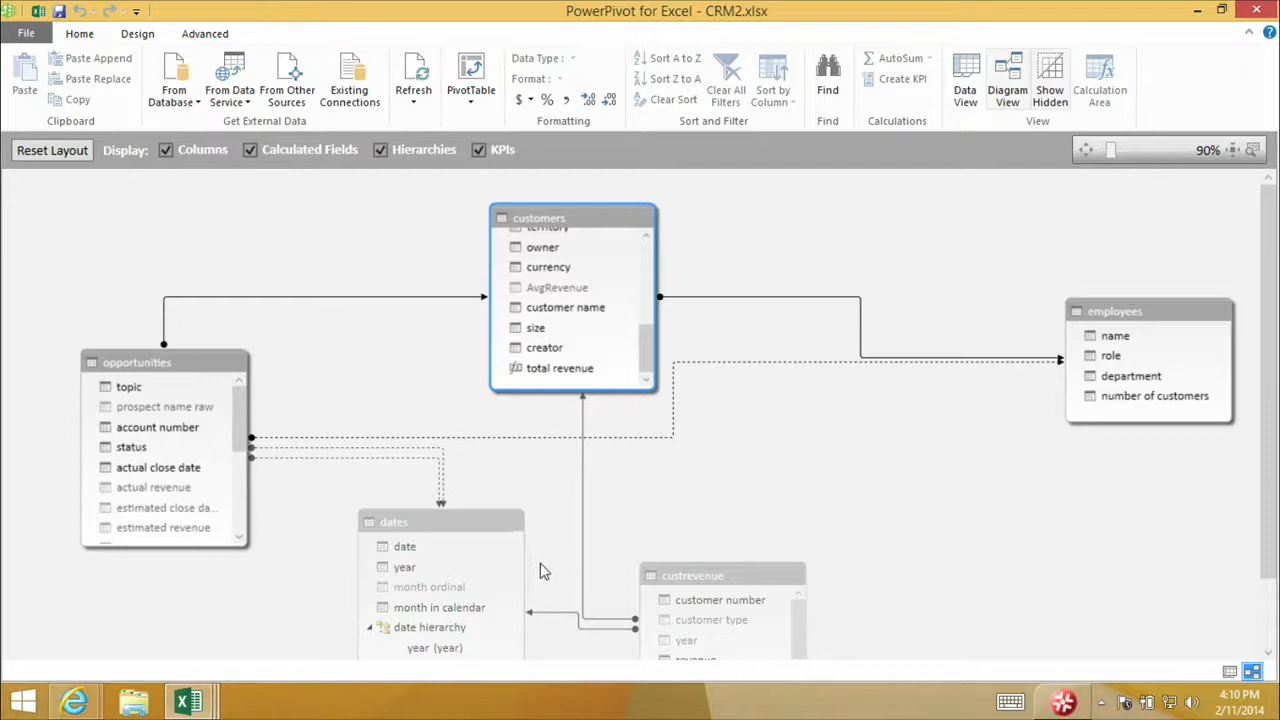 PowerPivot for Excel - CRM2.xlsx
File Home Design Advanced
Paste
Paste Append
Paste Replace
Copy
Clipboard
From Database
From Data Service
From Other Sources
Existing Connections
Get External Data
Refresh
PivotTable
Data Type :
Format :
$ % ,
Formatting
Sort A to Z
Sort Z to A
Clear Sort
Clear All Filters
Sort by Column
Sort and Filter
Find
Find
AutoSum
Create KPI
Calculations
Data View
Diagram View
Show Hidden
Calculation Area
View
Reset Layout Display: Columns Calculated Fields Hierarchies KPIs 90%
customers
territory
owner
currency
AvgRevenue
customer name
size
creator
total revenue
employees
name
role
department
number of customers
opportunities
topic
prospect name raw
account number
status
actual close date
actual revenue
estimated close da...
estimated revenue
dates
date
year
month ordinal
month in calendar
date hierarchy
year (year)
custrevenue
customer number
customer type
year
revenue
4:10 PM
2/11/2014